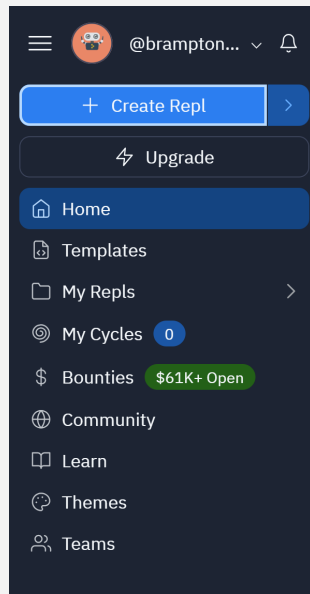 @brampton...
Create Repl
Upgrade
Home
Templates
My Repls
My Cycles 0
Bounties $61K+ Open
Community
Learn
Themes
Teams